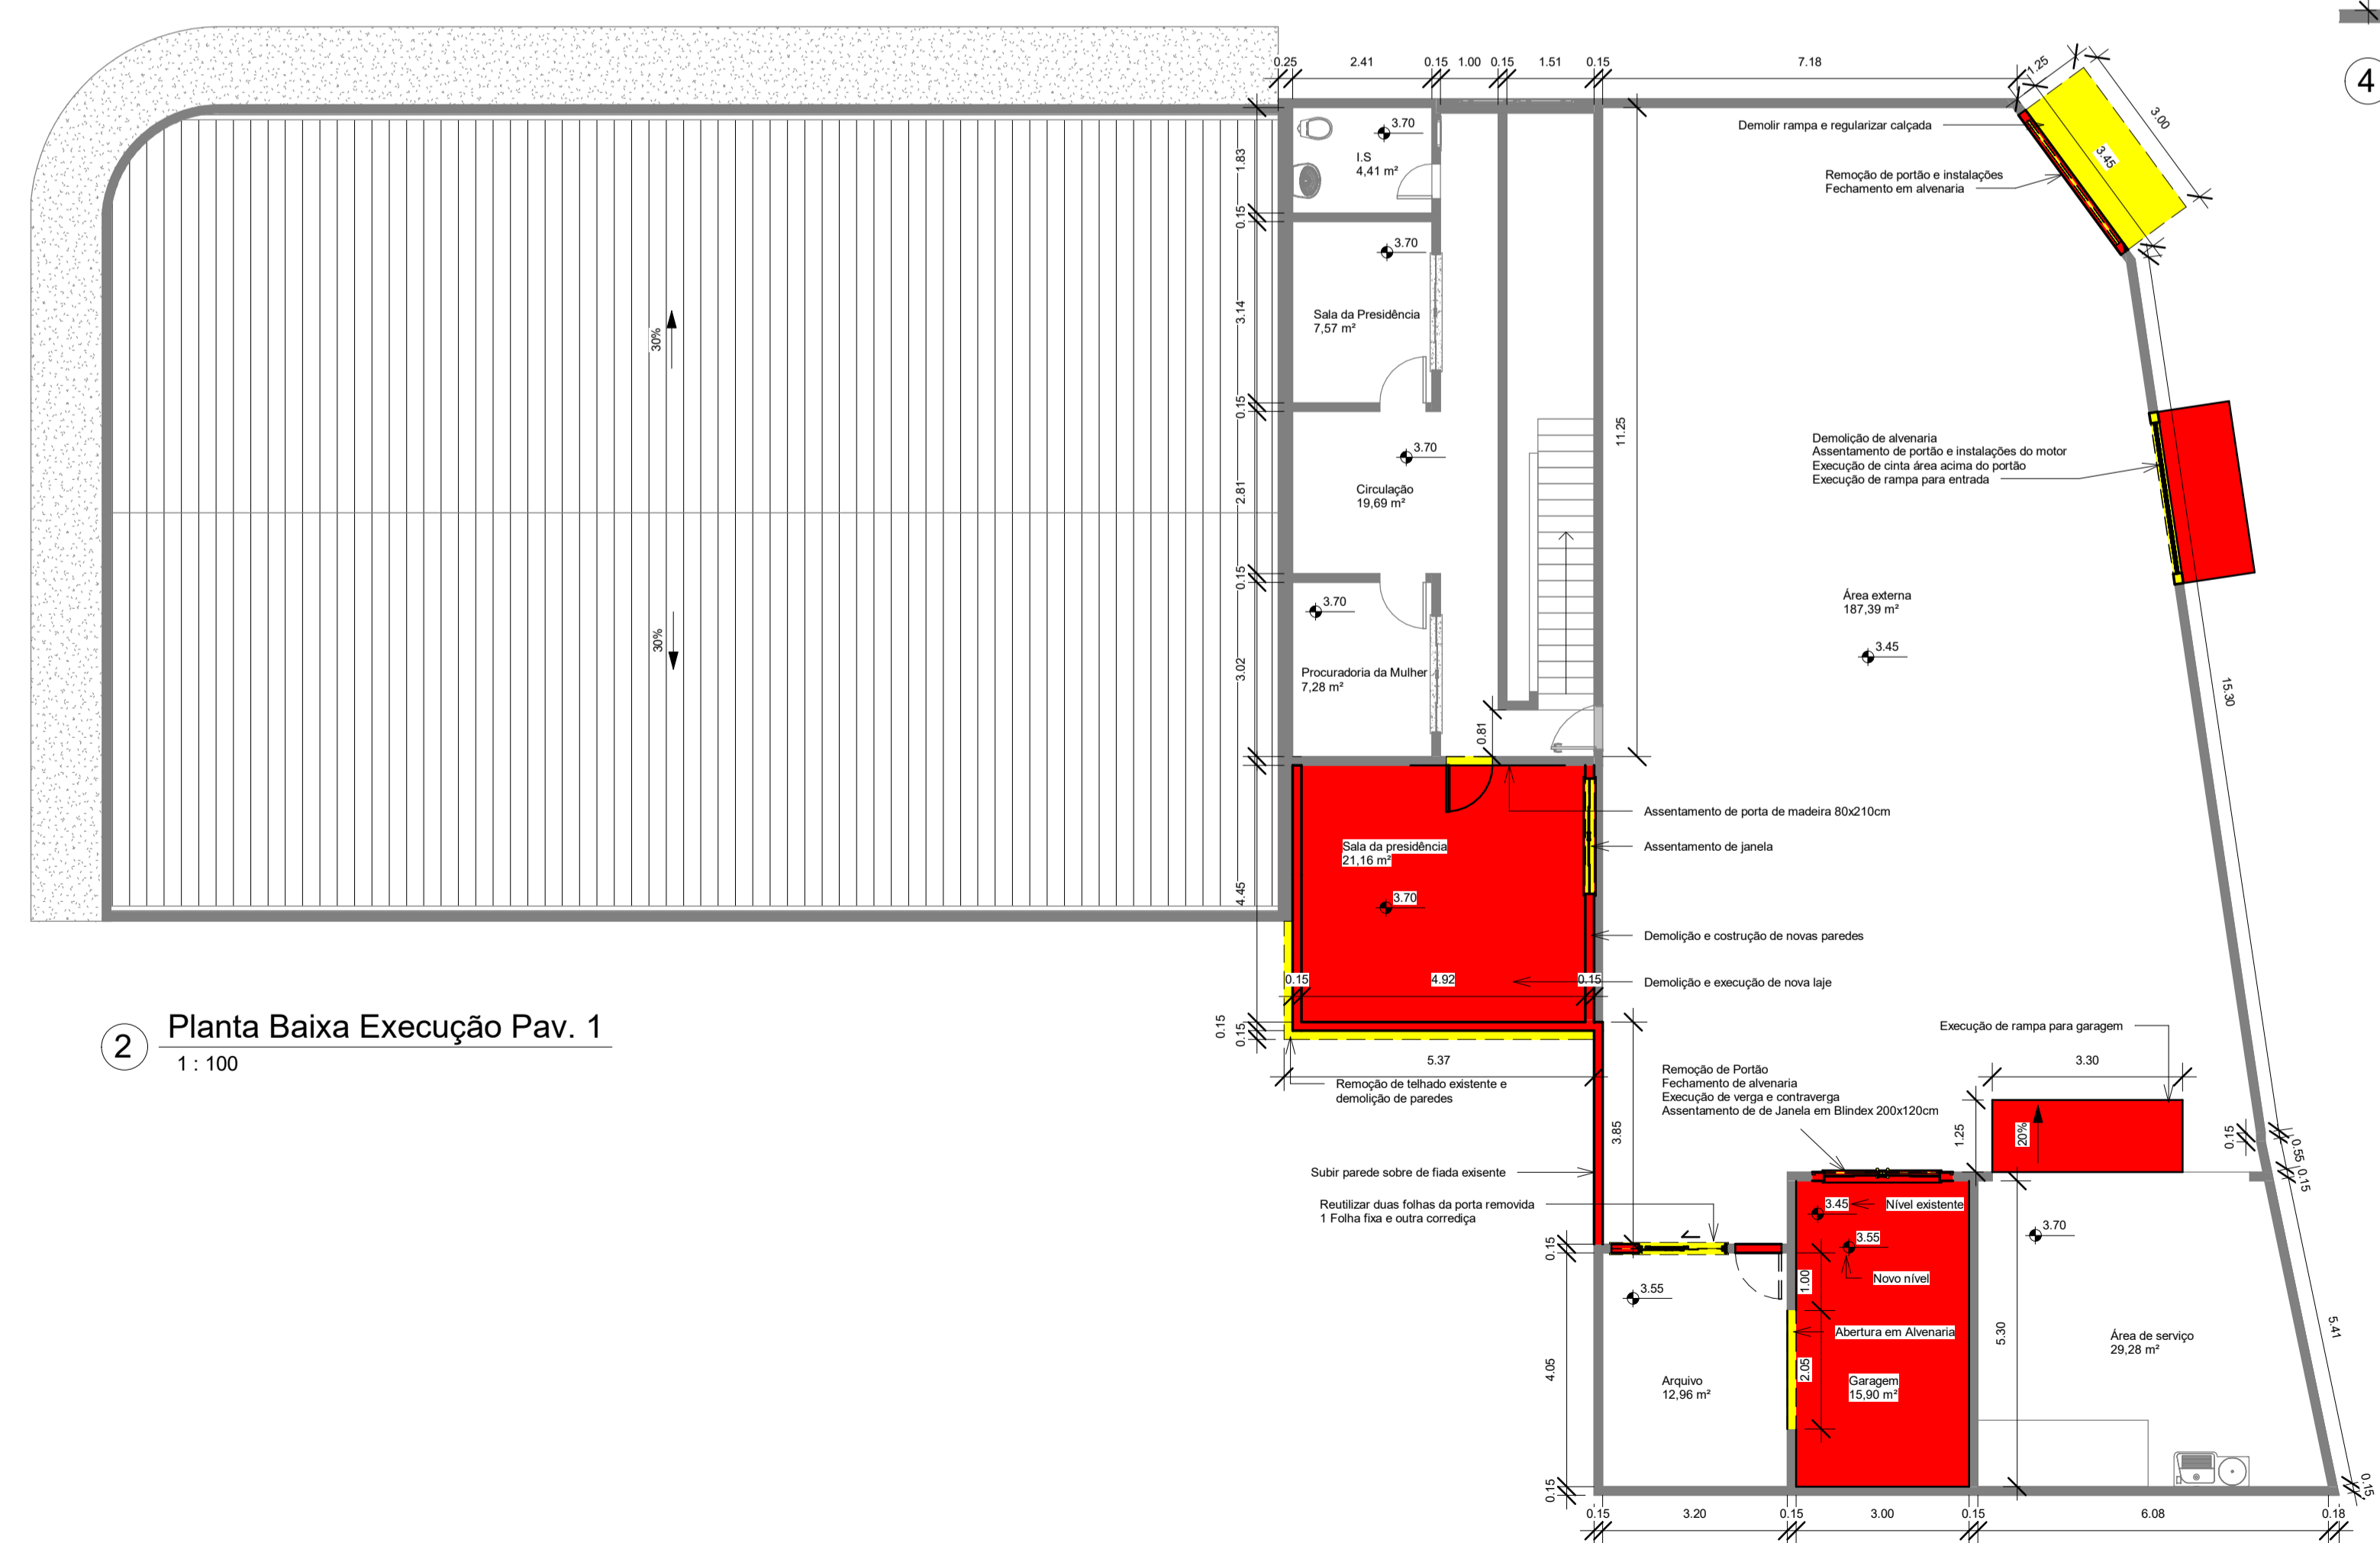 4
0.25
2.41
0.15
1.00
0.15
1.51
0.15
7.18
1.25
3.00
3.45
Demolir rampa e regularizar calçada
Remoção de portão e instalações
Fechamento em alvenaria
1.83
0.15
3.14
0.15
2.81
0.15
3.02
4.45
3.70
I.S
4,41 m²
3.70
Sala da Presidência
7,57 m²
3.70
Circulação
19,69 m²
3.70
Procuradoria da Mulher
7,28 m²
30%
30%
11.25
0.81
Demolição de alvenaria
Assentamento de portão e instalações do motor
Execução de cinta área acima do portão
Execução de rampa para entrada
Área externa
187,39 m²
3.45
15.30
Assentamento de porta de madeira 80x210cm
Assentamento de janela
Sala da presidência
21,16 m²
3.70
Demolição e costrução de novas paredes
Demolição e execução de nova laje
0.15
4.92
0.15
0.15
0.15
5.37
Remoção de telhado existente e
demolição de paredes
2
Planta Baixa Execução Pav. 1
1 : 100
Execução de rampa para garagem
3.30
1.25
20%
Remoção de Portão
Fechamento de alvenaria
Execução de verga e contraverga
Assentamento de de Janela em Blindex 200x120cm
3.85
Subir parede sobre de fiada exisente
Reutilizar duas folhas da porta removida
1 Folha fixa e outra corrediça
0.15
0.55
0.15
3.45
Nível existente
3.55
Novo nível
3.70
0.15
3.55
1.00
Abertura em Alvenaria
2.05
5.30
Área de serviço
29,28 m²
5.41
4.05
Arquivo
12,96 m²
Garagem
15,90 m²
0.15
0.15
0.15
3.20
0.15
3.00
0.15
6.08
0.18